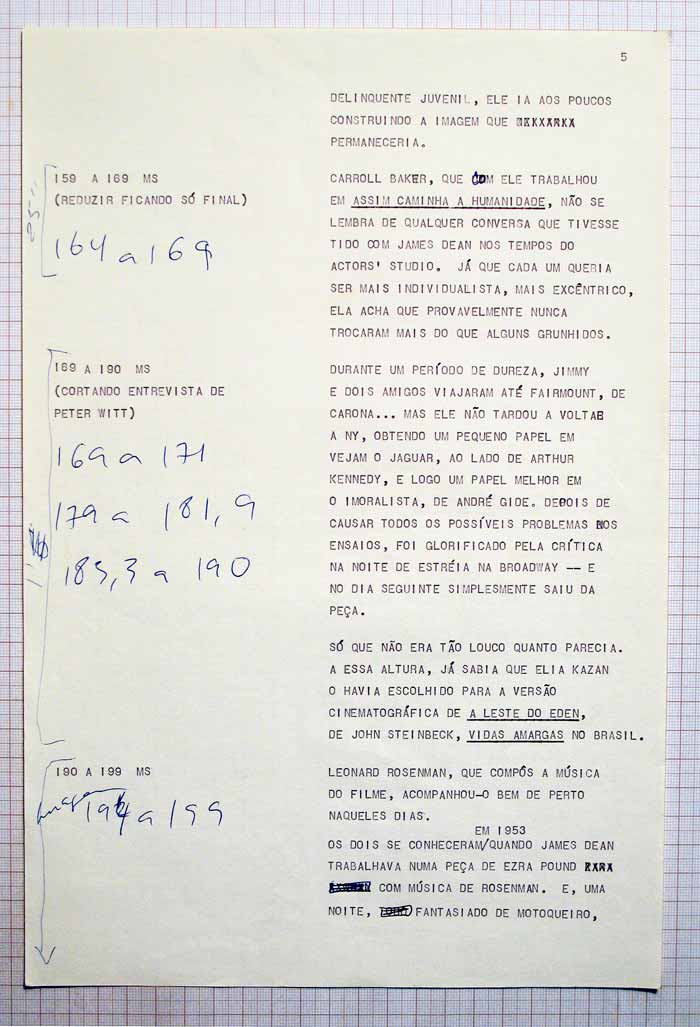 5
DELINQUENTE JUVENIL, ELE IA AOS POUCOS
CONSTRUINDO A IMAGEM QUE
PERMANECERIA.
159 A 169 MS
(REDUZIR FICANDO SÓ FINAL)
25"
164 a 169
CARROLL BAKER, QUE COM ELE TRABALHOU
EM ASSIM CAMINHA A HUMANIDADE, NÃO SE
LEMBRA DE QUALQUER CONVERSA QUE TIVESSE
TIDO COM JAMES DEAN NOS TEMPOS DO
ACTORS' STUDIO. JÁ QUE CADA UM QUERIA
SER MAIS INDIVIDUALISTA, MAIS EXCÊNTRICO,
ELA ACHA QUE PROVAVELMENTE NUNCA
TROCARAM MAIS DO QUE ALGUNS GRUNHIDOS.
169 A 190 MS
(CORTANDO ENTREVISTA DE
PETER WITT)
169 a 171
179 a 181,9
183,3 a 190
DURANTE UM PERÍODO DE DUREZA, JIMMY
E DOIS AMIGOS VIAJARAM ATÉ FAIRMOUNT, DE
CARONA... MAS ELE NÃO TARDOU A VOLTAR
A NY, OBTENDO UM PEQUENO PAPEL EM
VEJAM O JAGUAR, AO LADO DE ARTHUR
KENNEDY, E LOGO UM PAPEL MELHOR EM
O IMORALISTA, DE ANDRÉ GIDE. DEPOIS DE
CAUSAR TODOS OS POSSÍVEIS PROBLEMAS NOS
ENSAIOS, FOI GLORIFICADO PELA CRÍTICA
NA NOITE DE ESTRÉIA NA BROADWAY -- E
NO DIA SEGUINTE SIMPLESMENTE SAIU DA
PEÇA.
SÓ QUE NÃO ERA TÃO LOUCO QUANTO PARECIA.
A ESSA ALTURA, JÁ SABIA QUE ELIA KAZAN
O HAVIA ESCOLHIDO PARA A VERSÃO
CINEMATOGRÁFICA DE A LESTE DO EDEN,
DE JOHN STEINBECK, VIDAS AMARGAS NO BRASIL.
190 A 199 MS
194 a 199
LEONARD ROSENMAN, QUE COMPÔS A MÚSICA
DO FILME, ACOMPANHOU-O BEM DE PERTO
NAQUELES DIAS.
EM 1953
OS DOIS SE CONHECERAM/QUANDO JAMES DEAN
TRABALHAVA NUMA PEÇA DE EZRA POUND
COM MÚSICA DE ROSENMAN. E, UMA
NOITE, FANTASIADO DE MOTOQUEIRO,